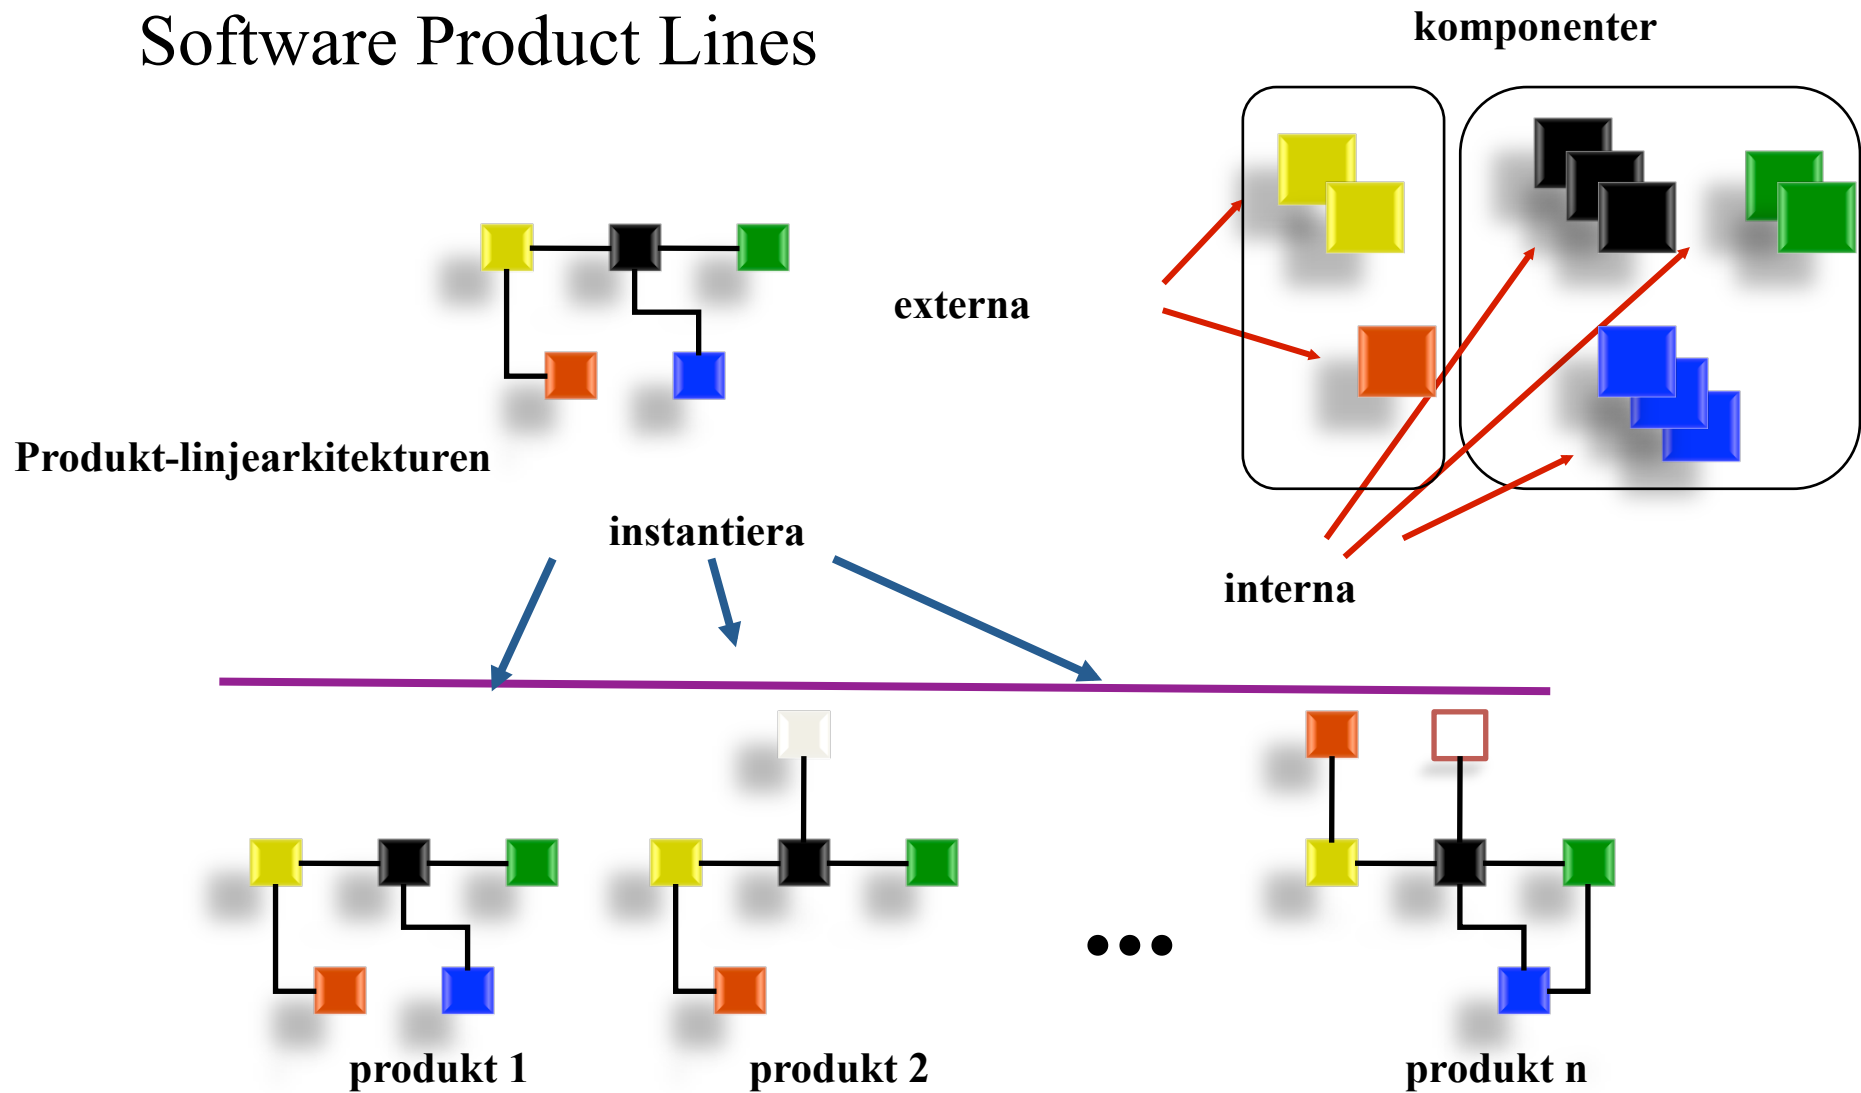 Software Product Lines
komponenter
externa
Produkt-linjearkitekturen
instantiera
interna
produkt 1
produkt 2
produkt n